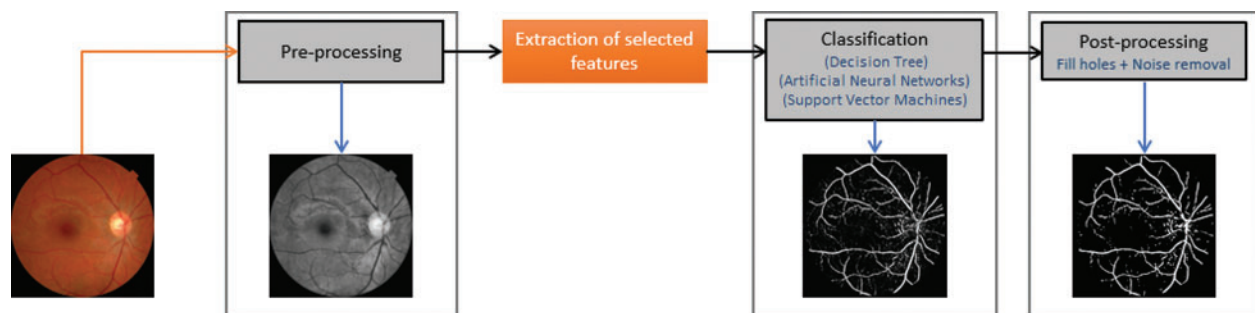 Pre-processing
Extraction of selected
features
Classification
(Decision Tree)
(Artificial Neural Networks)
(Support Vector Machines)
Post-processing
Fill holes + Noise removal